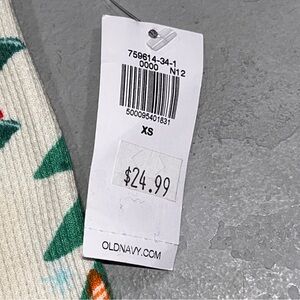 759614-34-1
0000 N12
500095401831
XS
$24.99
OLDNAVY.COM